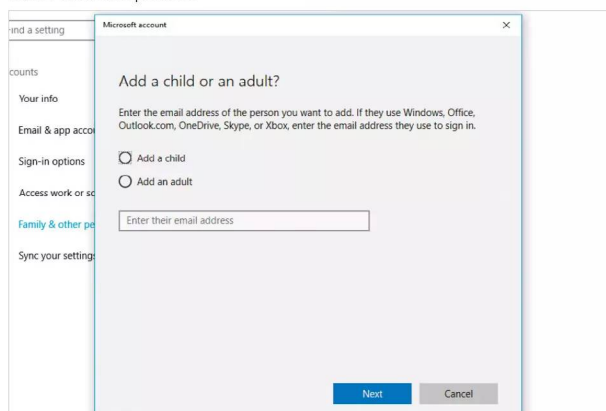 ind a setting
Microsoft account
counts
Your info
Email & app accou
Sign-in options
Access work or sc
Family & other pe
Sync your settings
Add a child or an adult?
Enter the email address of the person you want to add. If they use Windows, Office,
Outlook.com, OneDrive, Skype, or Xbox, enter the email address they use to sign in.
Add a child
Add an adult
Enter their email address
Next
Cancel